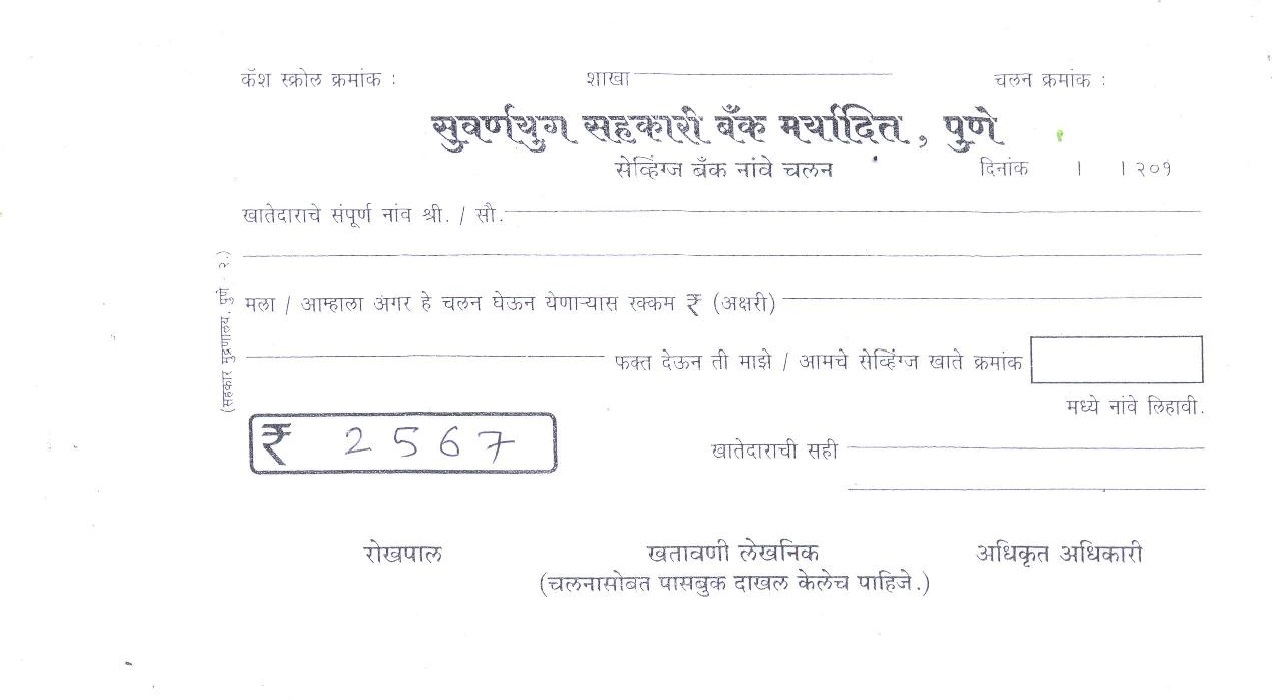 कॅश स्क्रोल क्रमांक : शाखा चलन क्रमांक :
सुवर्णयुग सहकारी बँक मर्यादित, पुणे
सेव्हिंग्ज बँक नांवे चलन दिनांक । । २०१
खातेदाराचे संपूर्ण नांव श्री. / सौ.
मला / आम्हाला अगर हे चलन घेऊन येणाऱ्यास रक्कम ₹ (अक्षरी)
फक्त देऊन ती माझे / आमचे सेव्हिंग्ज खाते क्रमांक
मध्ये नांवे लिहावी.
₹ 2567 खातेदाराची सही
रोखपाल खतावणी लेखनिक अधिकृत अधिकारी
(चलनासोबत पासबुक दाखल केलेच पाहिजे.)
(सहकार मुद्रणालय, पुणे - २.)